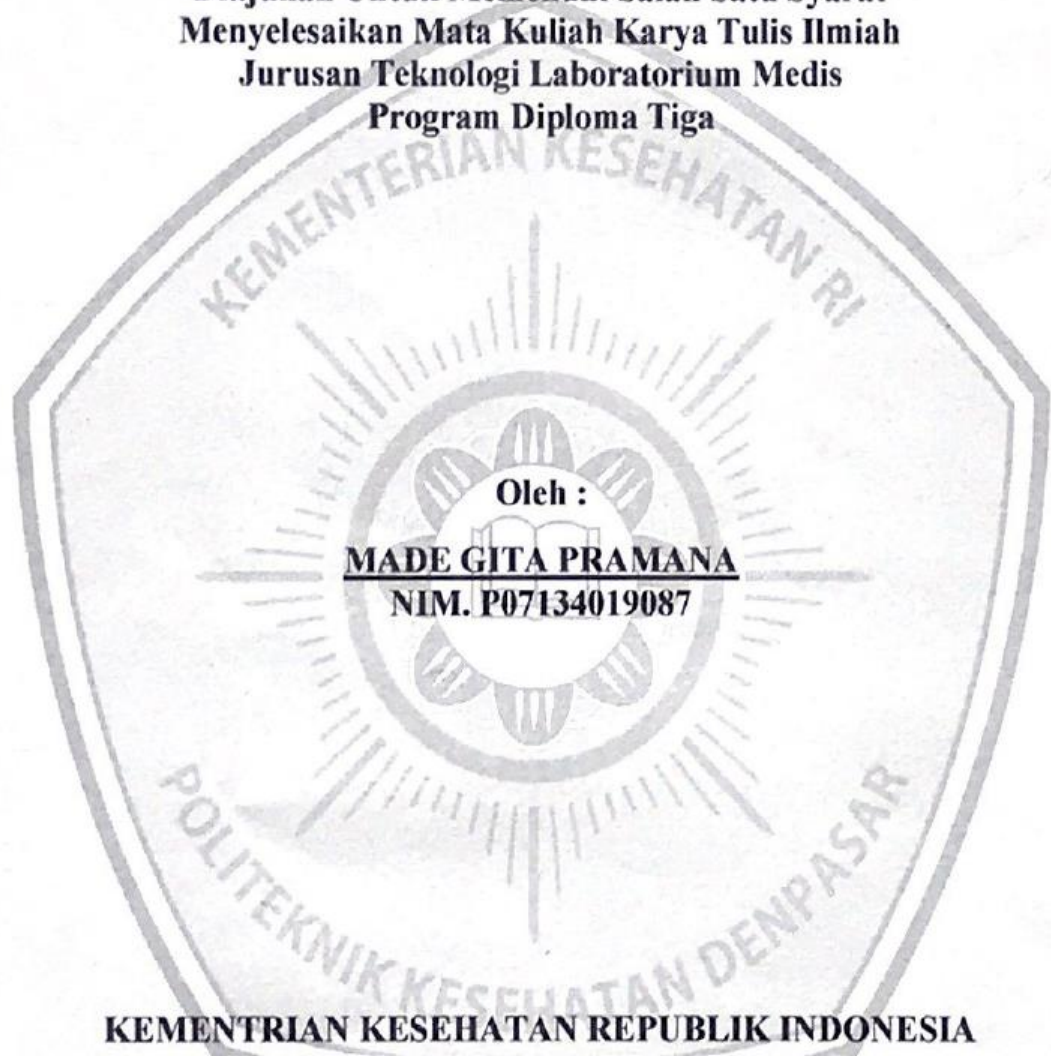 Menyelesaikan Mata Kuliah Karya Tulis Ilmiah
Jurusan Teknologi Laboratorium Medis
Program Diploma Tiga
KEMENTERIAN KESEHATAN RI
Oleh :
MADE GITA PRAMANA
NIM. P07134019087
POLITEKNIK KESEHATAN DENPASAR
KEMENTRIAN KESEHATAN REPUBLIK INDONESIA